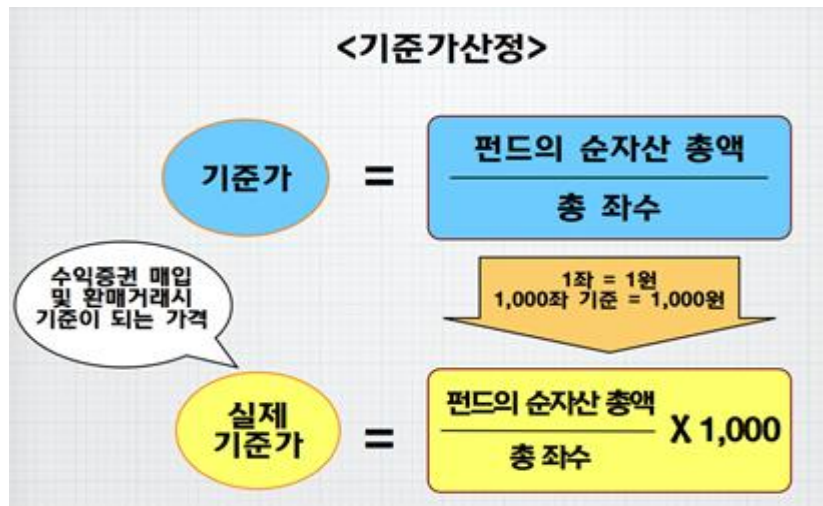 <기준가산정>
기준가
=
펀드의 순자산 총액
총 좌수
수익증권 매입
및 환매거래시
기준이 되는 가격
1좌 = 1원
1,000좌 기준 = 1,000원
실제
기준가
=
펀드의 순자산 총액
총 좌수
X 1,000